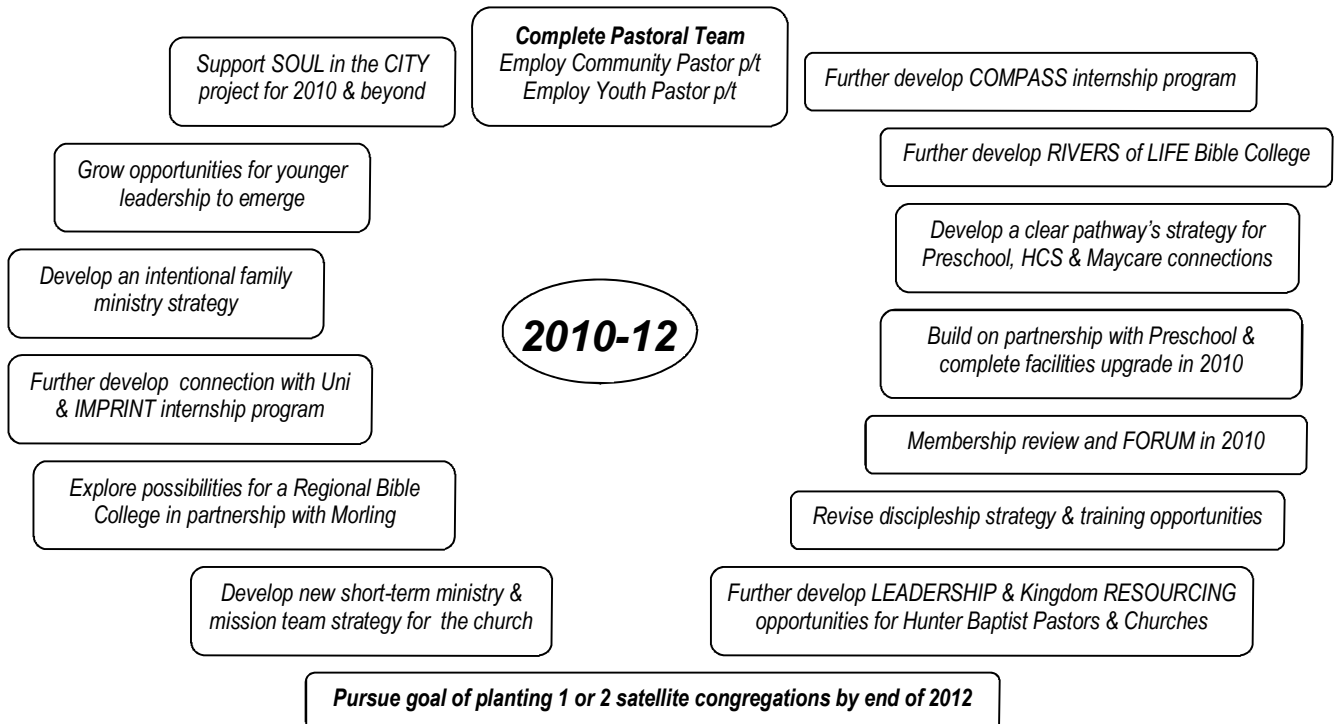 Complete Pastoral Team
Employ Community Pastor p/t
Employ Youth Pastor p/t
Support SOUL in the CITY
project for 2010 & beyond
Further develop COMPASS internship program
Grow opportunities for younger
leadership to emerge
Further develop RIVERS of LIFE Bible College
Develop an intentional family
ministry strategy
Develop a clear pathway's strategy for
Preschool, HCS & Maycare connections
2010-12
Build on partnership with Preschool &
complete facilities upgrade in 2010
Further develop connection with Uni
& IMPRINT internship program
Membership review and FORUM in 2010
Explore possibilities for a Regional Bible
College in partnership with Morling
Revise discipleship strategy & training opportunities
Develop new short-term ministry &
mission team strategy for the church
Further develop LEADERSHIP & Kingdom RESOURCING
opportunities for Hunter Baptist Pastors & Churches
Pursue goal of planting 1 or 2 satellite congregations by end of 2012